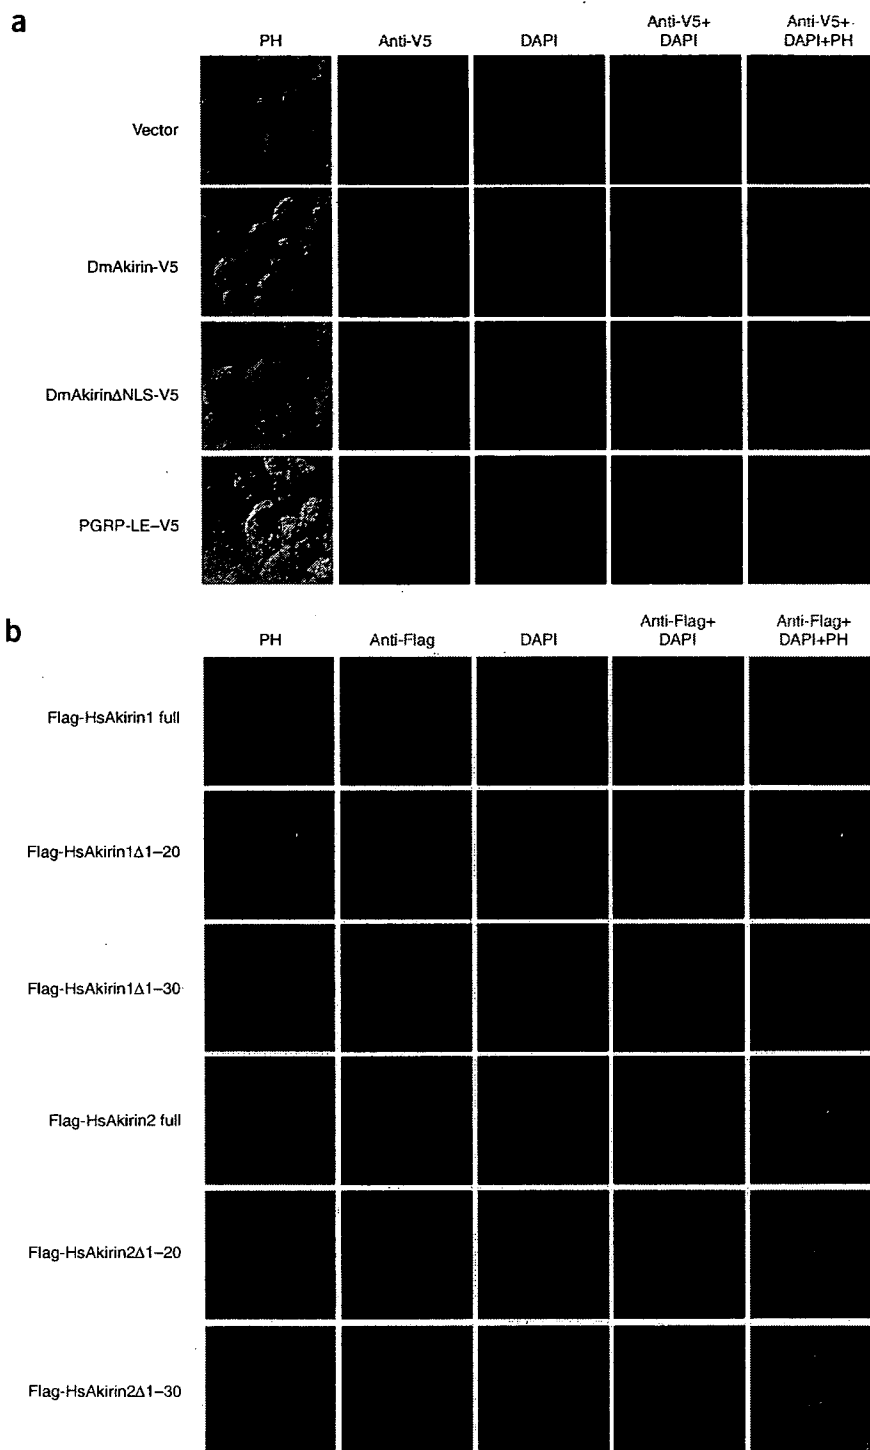 a
PH
Anti-V5
DAPI
Anti-V5+
DAPI
Anti-V5+
DAPI+PH
Vector
DmAkirin-V5
DmAkirinΔNLS-V5
PGRP-LE–V5
b
PH
Anti-Flag
DAPI
Anti-Flag+
DAPI
Anti-Flag+
DAPI+PH
Flag-HsAkirin1 full
Flag-HsAkirin1Δ1–20
Flag-HsAkirin1Δ1–30
Flag-HsAkirin2 full
Flag-HsAkirin2Δ1–20
Flag-HsAkirin2Δ1–30